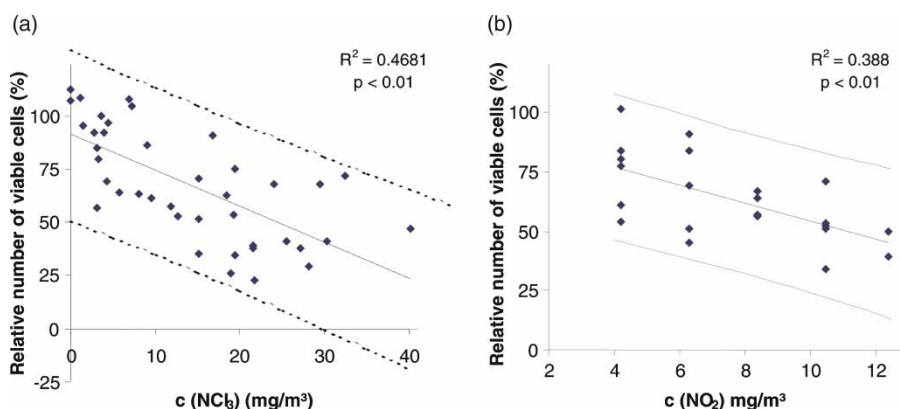 (a)
R² = 0.4681
p < 0.01
Relative number of viable cells (%)
100
75
50
25
0
-25
0 10 20 30 40
c (NCl₃) (mg/m³)
(b)
R² = 0.388
p < 0.01
Relative number of viable cells (%)
100
75
50
25
0
2 4 6 8 10 12
c (NO₂) mg/m³